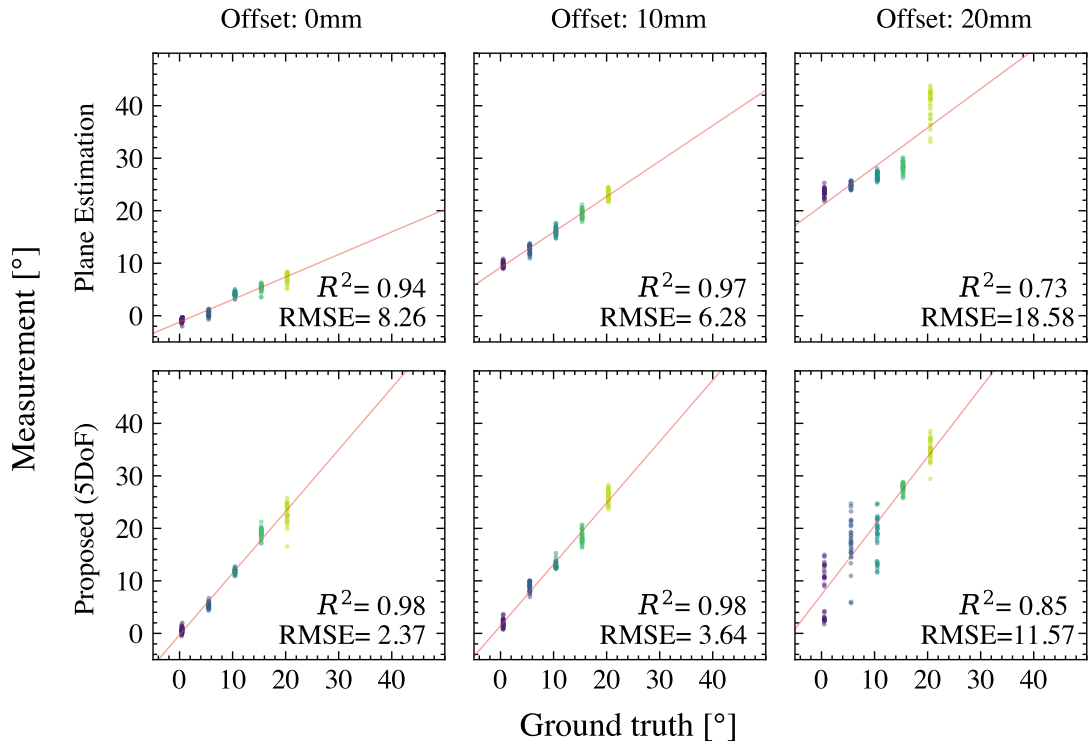 Offset: 0mm
Offset: 10mm
Offset: 20mm
Measurement [°]
Plane Estimation
40
30
20
10
0
R²= 0.94
RMSE= 8.26
R²= 0.97
RMSE= 6.28
R²= 0.73
RMSE=18.58
Proposed (5DoF)
40
30
20
10
0
R²= 0.98
RMSE= 2.37
R²= 0.98
RMSE= 3.64
R²= 0.85
RMSE=11.57
0 10 20 30 40
0 10 20 30 40
0 10 20 30 40
Ground truth [°]